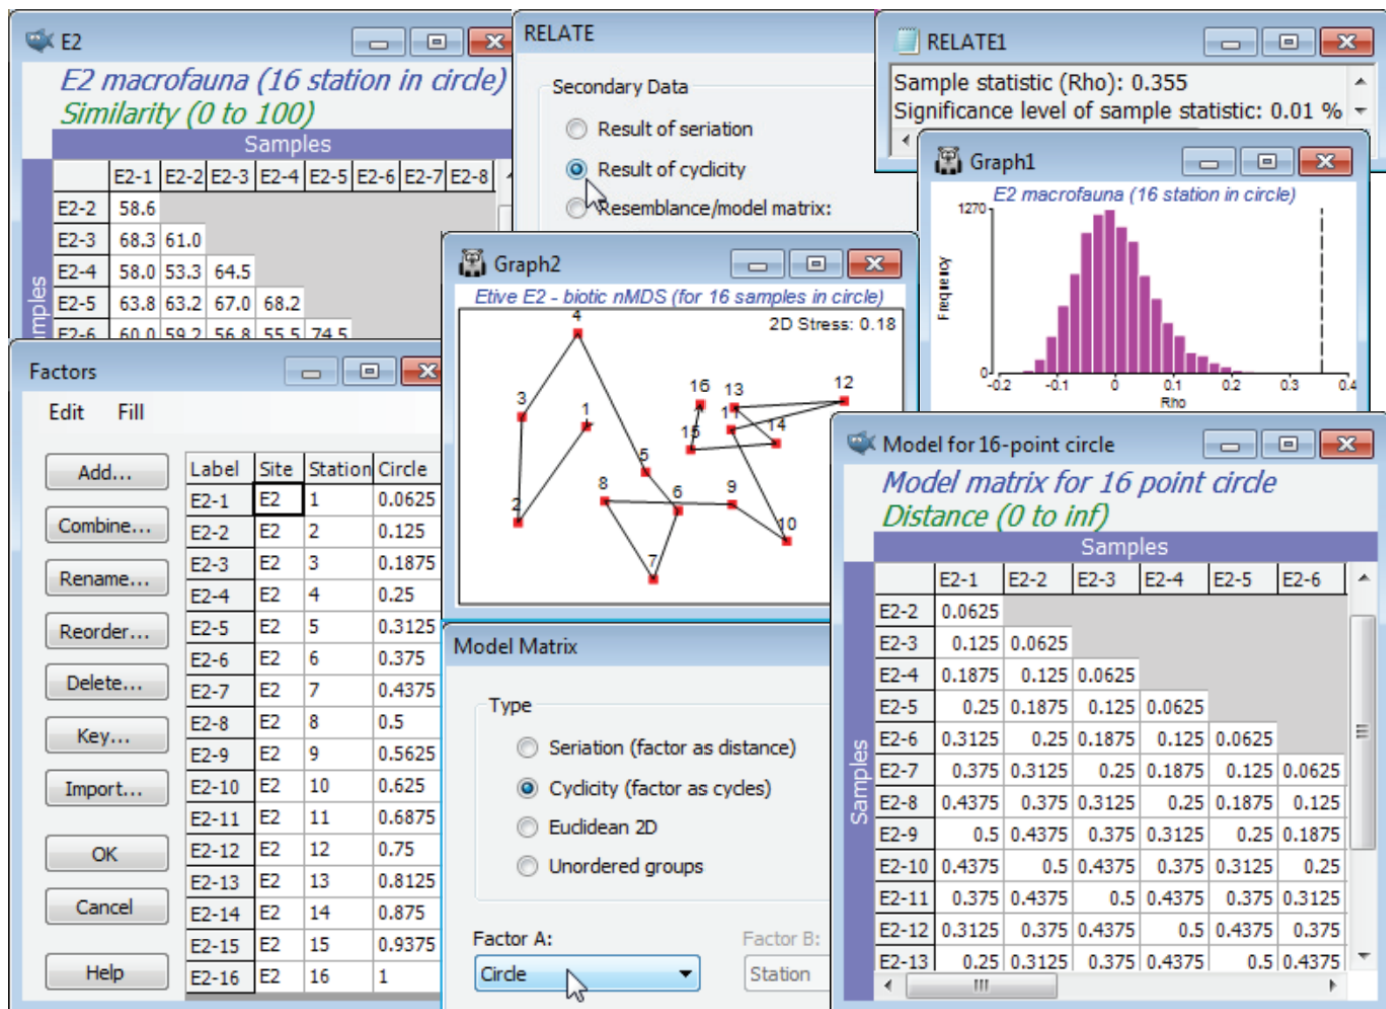 E2
E2 macrofauna (16 station in circle)
Similarity (0 to 100)
Samples
E2-1 E2-2 E2-3 E2-4 E2-5 E2-6 E2-7 E2-8
E2-2 58.6
E2-3 68.3 61.0
E2-4 58.0 53.3 64.5
E2-5 63.8 63.2 67.0 68.2
E2-6 60.0 59.2 56.8 55.5 74.5
RELATE
Secondary Data
Result of seriation
Result of cyclicity
Resemblance/model matrix:
RELATE1
Sample statistic (Rho): 0.355
Significance level of sample statistic: 0.01 %
Graph1
E2 macrofauna (16 station in circle)
1270
Frequency
0
-0.2 -0.1 0 0.1 0.2 0.3 0.4
Rho
Graph2
Etive E2 - biotic nMDS (for 16 samples in circle)
2D Stress: 0.18
4
12
16 13
3
1
11
14
15
5
8
6
9
10
2
7
Factors
Edit Fill
Add...
Combine...
Rename...
Reorder...
Delete...
Key...
Import...
OK
Cancel
Help
Label Site Station Circle
E2-1 E2 1 0.0625
E2-2 E2 2 0.125
E2-3 E2 3 0.1875
E2-4 E2 4 0.25
E2-5 E2 5 0.3125
E2-6 E2 6 0.375
E2-7 E2 7 0.4375
E2-8 E2 8 0.5
E2-9 E2 9 0.5625
E2-10 E2 10 0.625
E2-11 E2 11 0.6875
E2-12 E2 12 0.75
E2-13 E2 13 0.8125
E2-14 E2 14 0.875
E2-15 E2 15 0.9375
E2-16 E2 16 1
Model Matrix
Type
Seriation (factor as distance)
Cyclicity (factor as cycles)
Euclidean 2D
Unordered groups
Factor A:
Circle
Factor B:
Station
Model for 16-point circle
Model matrix for 16 point circle
Distance (0 to inf)
Samples
Samples
E2-1 E2-2 E2-3 E2-4 E2-5 E2-6
E2-2 0.0625
E2-3 0.125 0.0625
E2-4 0.1875 0.125 0.0625
E2-5 0.25 0.1875 0.125 0.0625
E2-6 0.3125 0.25 0.1875 0.125 0.0625
E2-7 0.375 0.3125 0.25 0.1875 0.125 0.0625
E2-8 0.4375 0.375 0.3125 0.25 0.1875 0.125
E2-9 0.5 0.4375 0.375 0.3125 0.25 0.1875
E2-10 0.4375 0.5 0.4375 0.375 0.3125 0.25
E2-11 0.375 0.4375 0.5 0.4375 0.375 0.3125
E2-12 0.3125 0.375 0.4375 0.5 0.4375 0.375
E2-13 0.25 0.3125 0.375 0.4375 0.5 0.4375